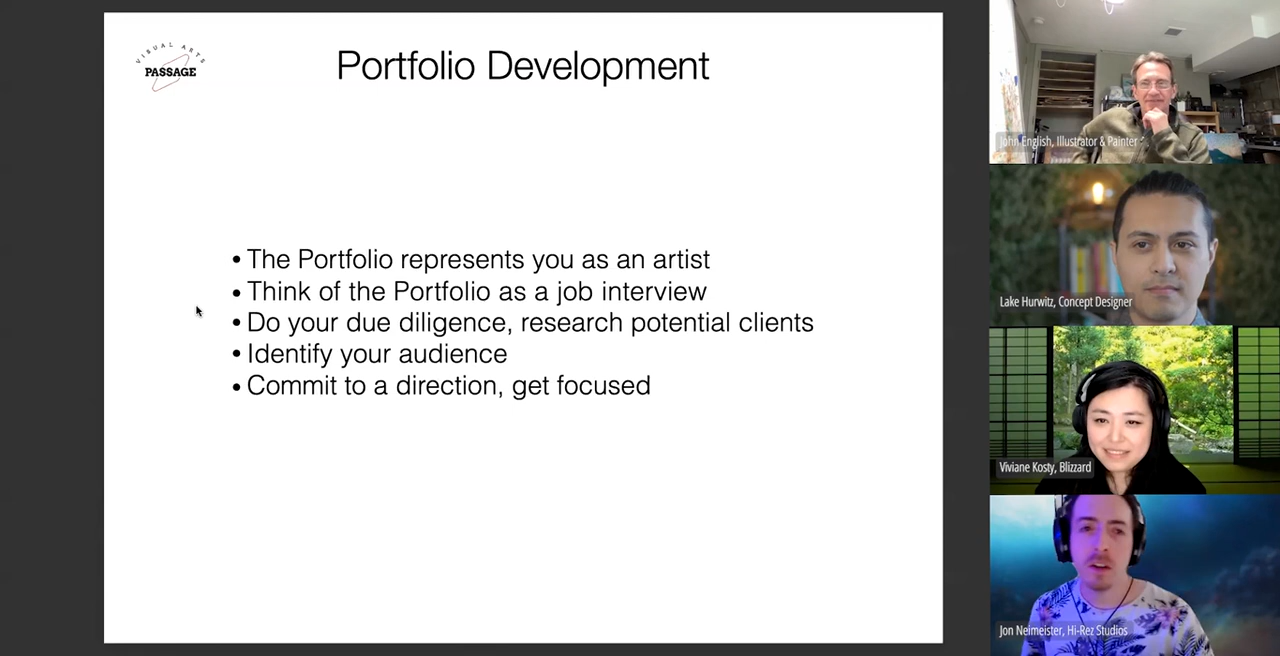 VISUAL ARTS
PASSAGE
Portfolio Development
• The Portfolio represents you as an artist
• Think of the Portfolio as a job interview
• Do your due diligence, research potential clients
• Identify your audience
• Commit to a direction, get focused
John English, Illustrator & Painter
Lake Hurwitz, Concept Designer
Viviane Kosty, Blizzard
Jon Neimeister, Hi-Rez Studios